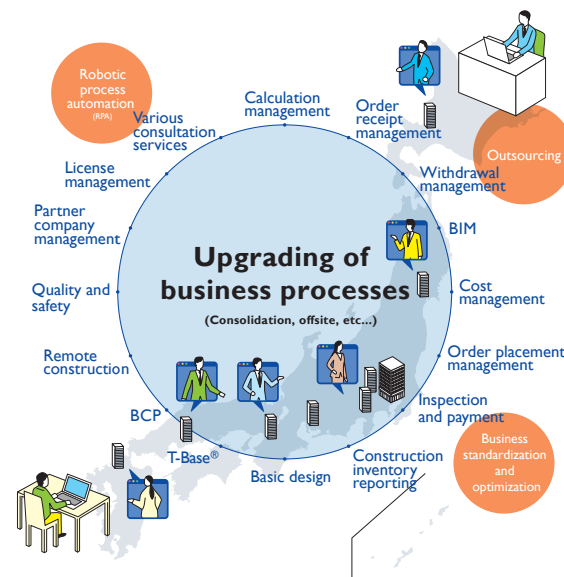 Robotic
process
automation
(RPA)
Calculation
management
Order
receipt
management
Various
consultation
services
Outsourcing
License
management
Withdrawal
management
Partner
company
management
BIM
Upgrading of
business processes
(Consolidation, offsite, etc...)
Quality and
safety
Cost
management
Remote
construction
Order placement
management
BCP
Inspection
and payment
T-Base®
Basic design
Construction
inventory
reporting
Business
standardization
and
optimization